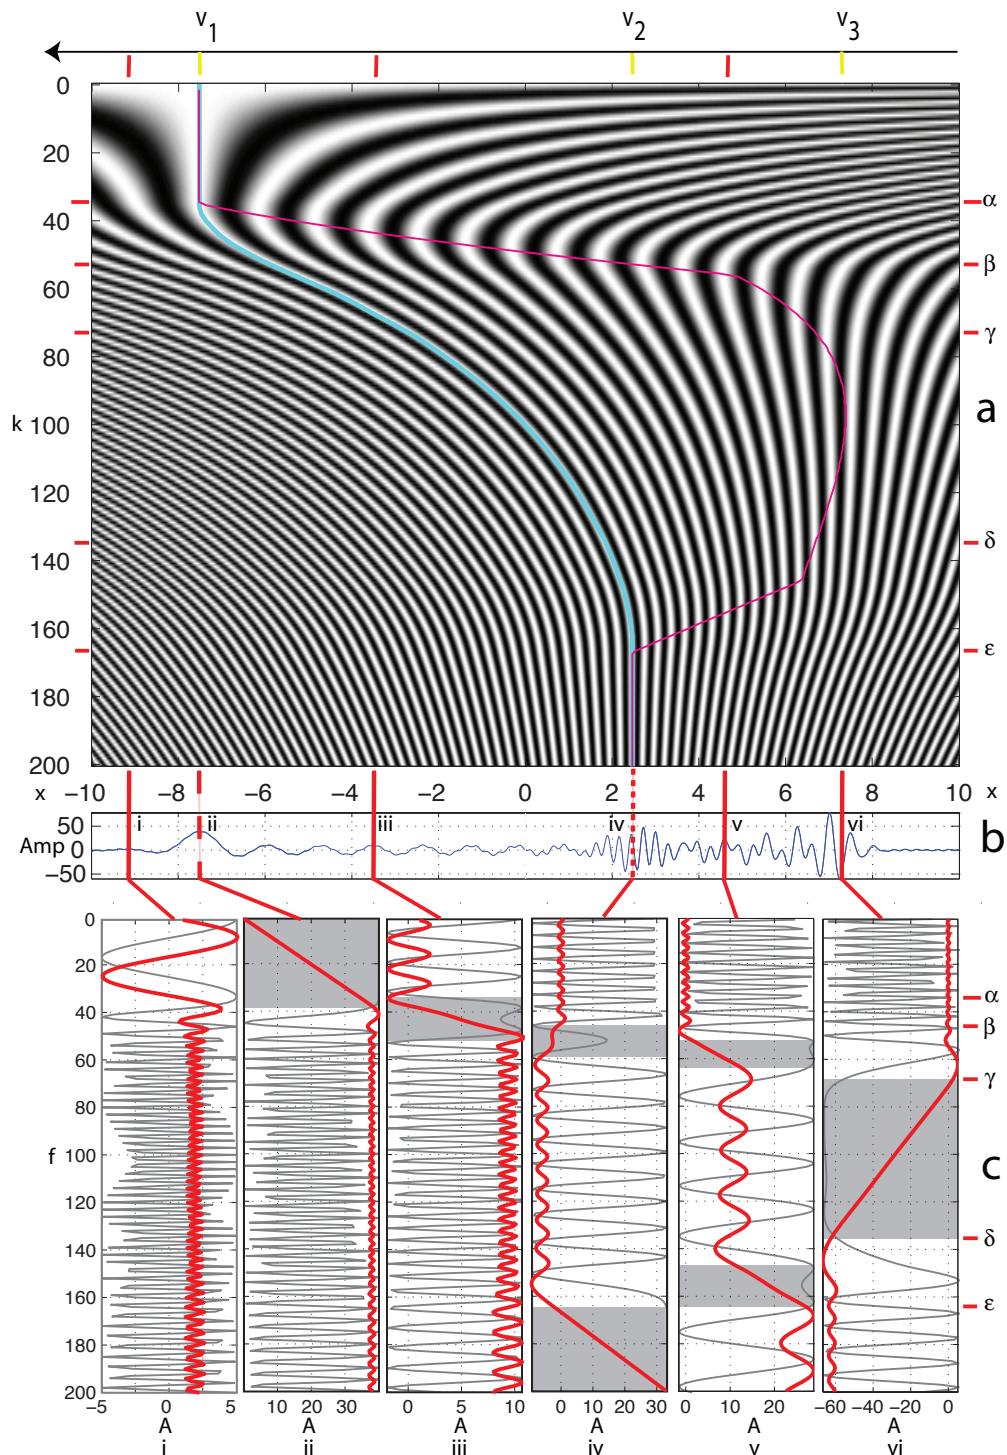 v1 v2 v3
0
20
α
40
β
60
γ
80
a
k 100
120
δ
140
160
ε
180
200
x −10 −8 −6 −4 −2 0 2 4 6 8 10 x
50 i ii iii iv v vi
Amp 0 b
−50
0
20
α
40
β
60
γ
80
f 100 c
120
δ
140
ε
160
180
200
−5 0 5 10 20 30 0 5 10 0 10 20 30 0 10 20 −60 −40 −20 0
A A A A A A
i ii iii iv v vi